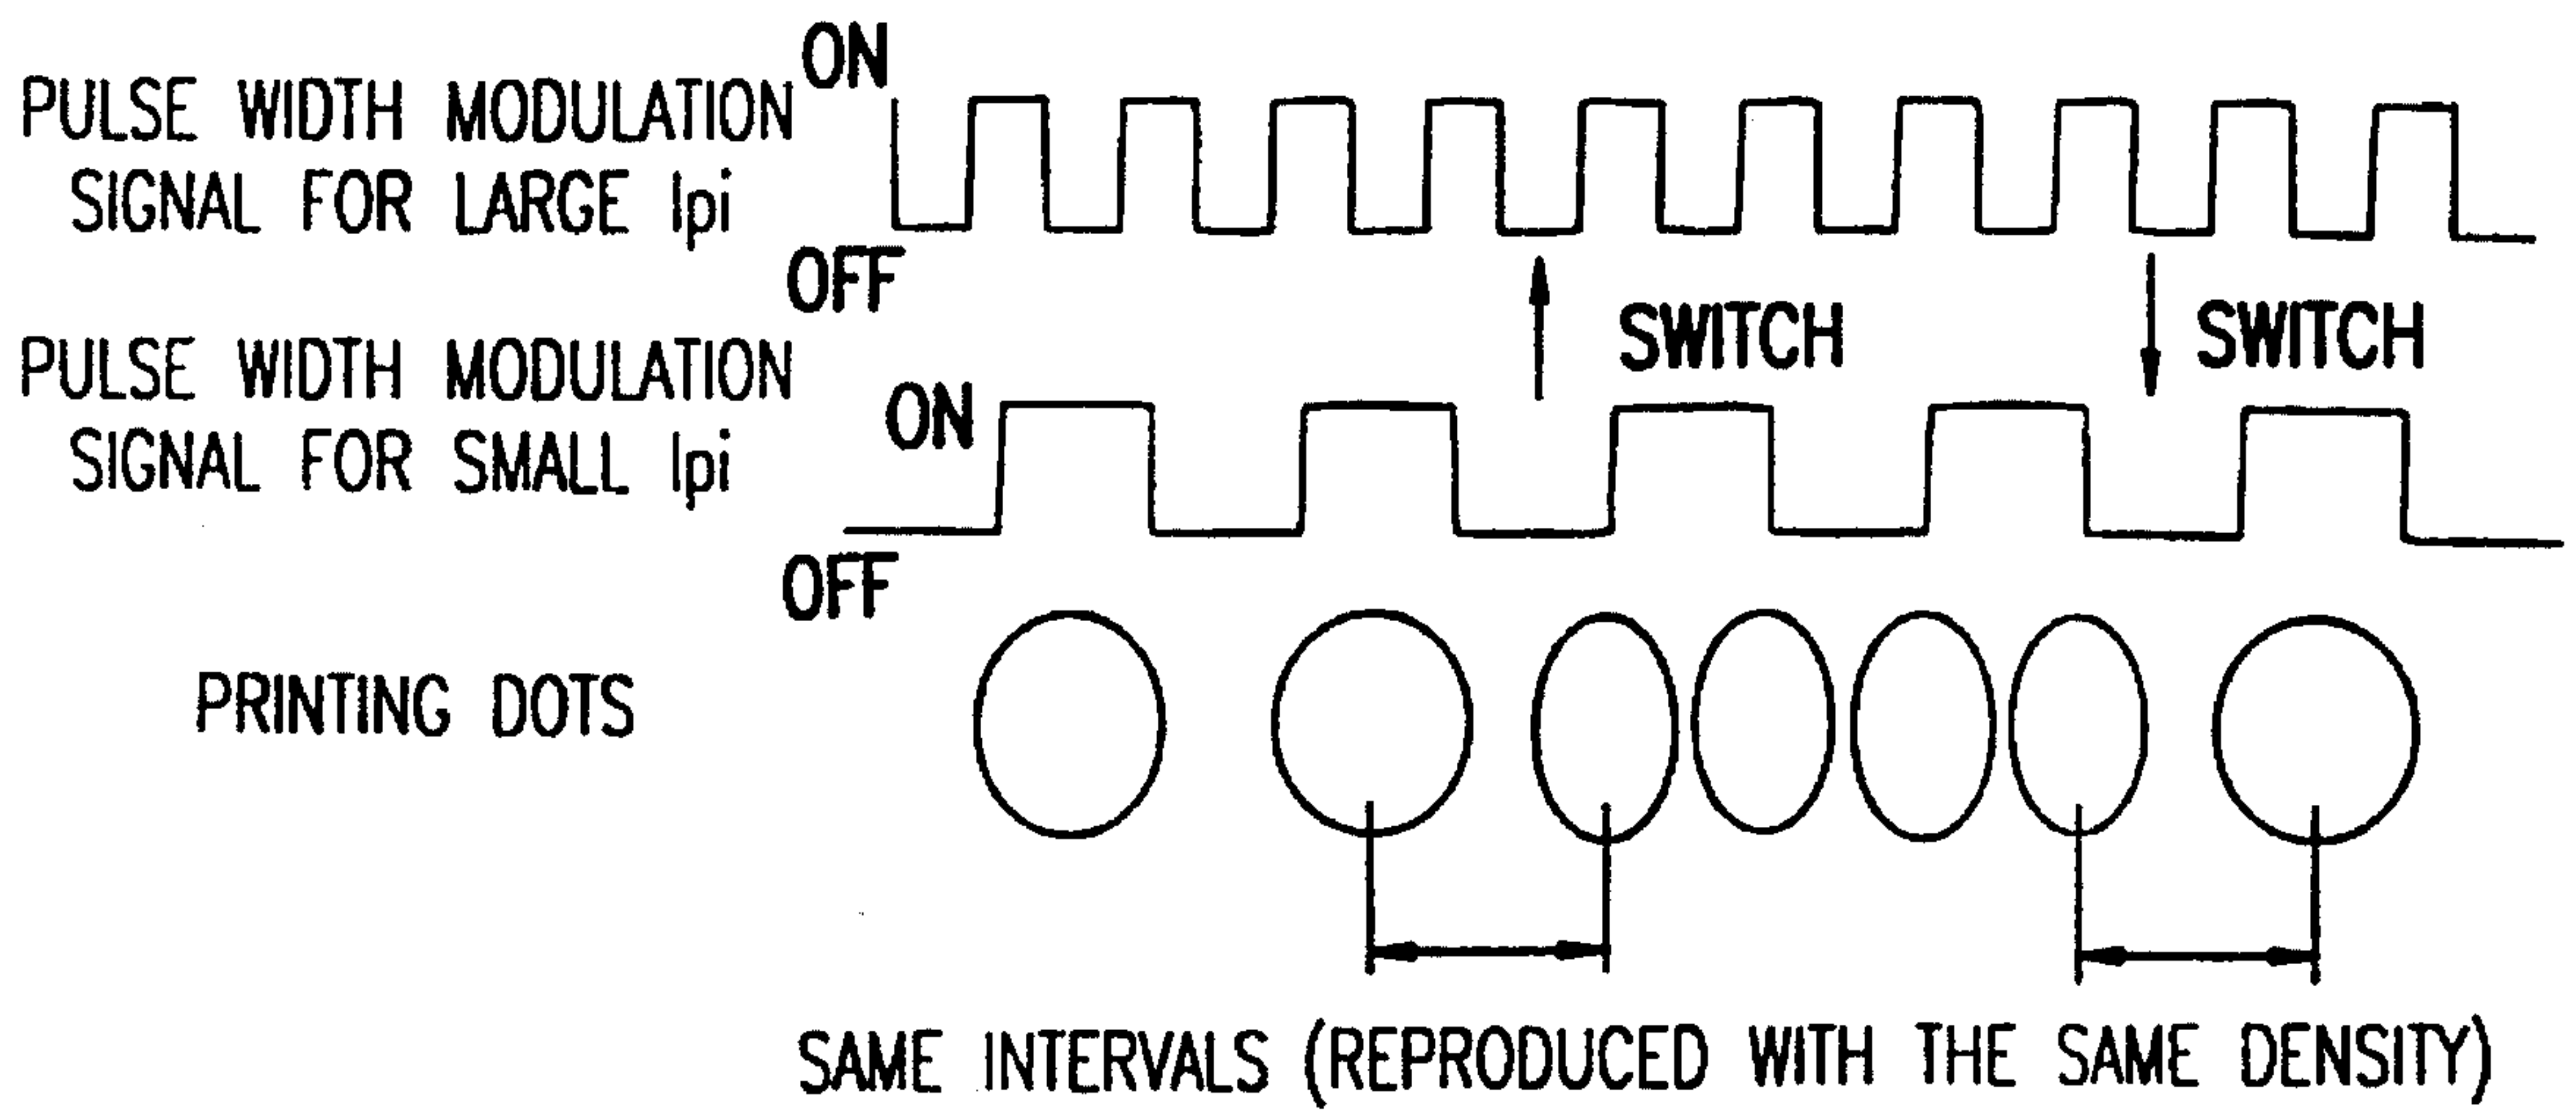 ON
PULSE WIDTH MODULATION
SIGNAL FOR LARGE lpi
OFF
SWITCH
SWITCH
PULSE WIDTH MODULATION
SIGNAL FOR SMALL lpi
ON
OFF
PRINTING DOTS
SAME INTERVALS (REPRODUCED WITH THE SAME DENSITY)